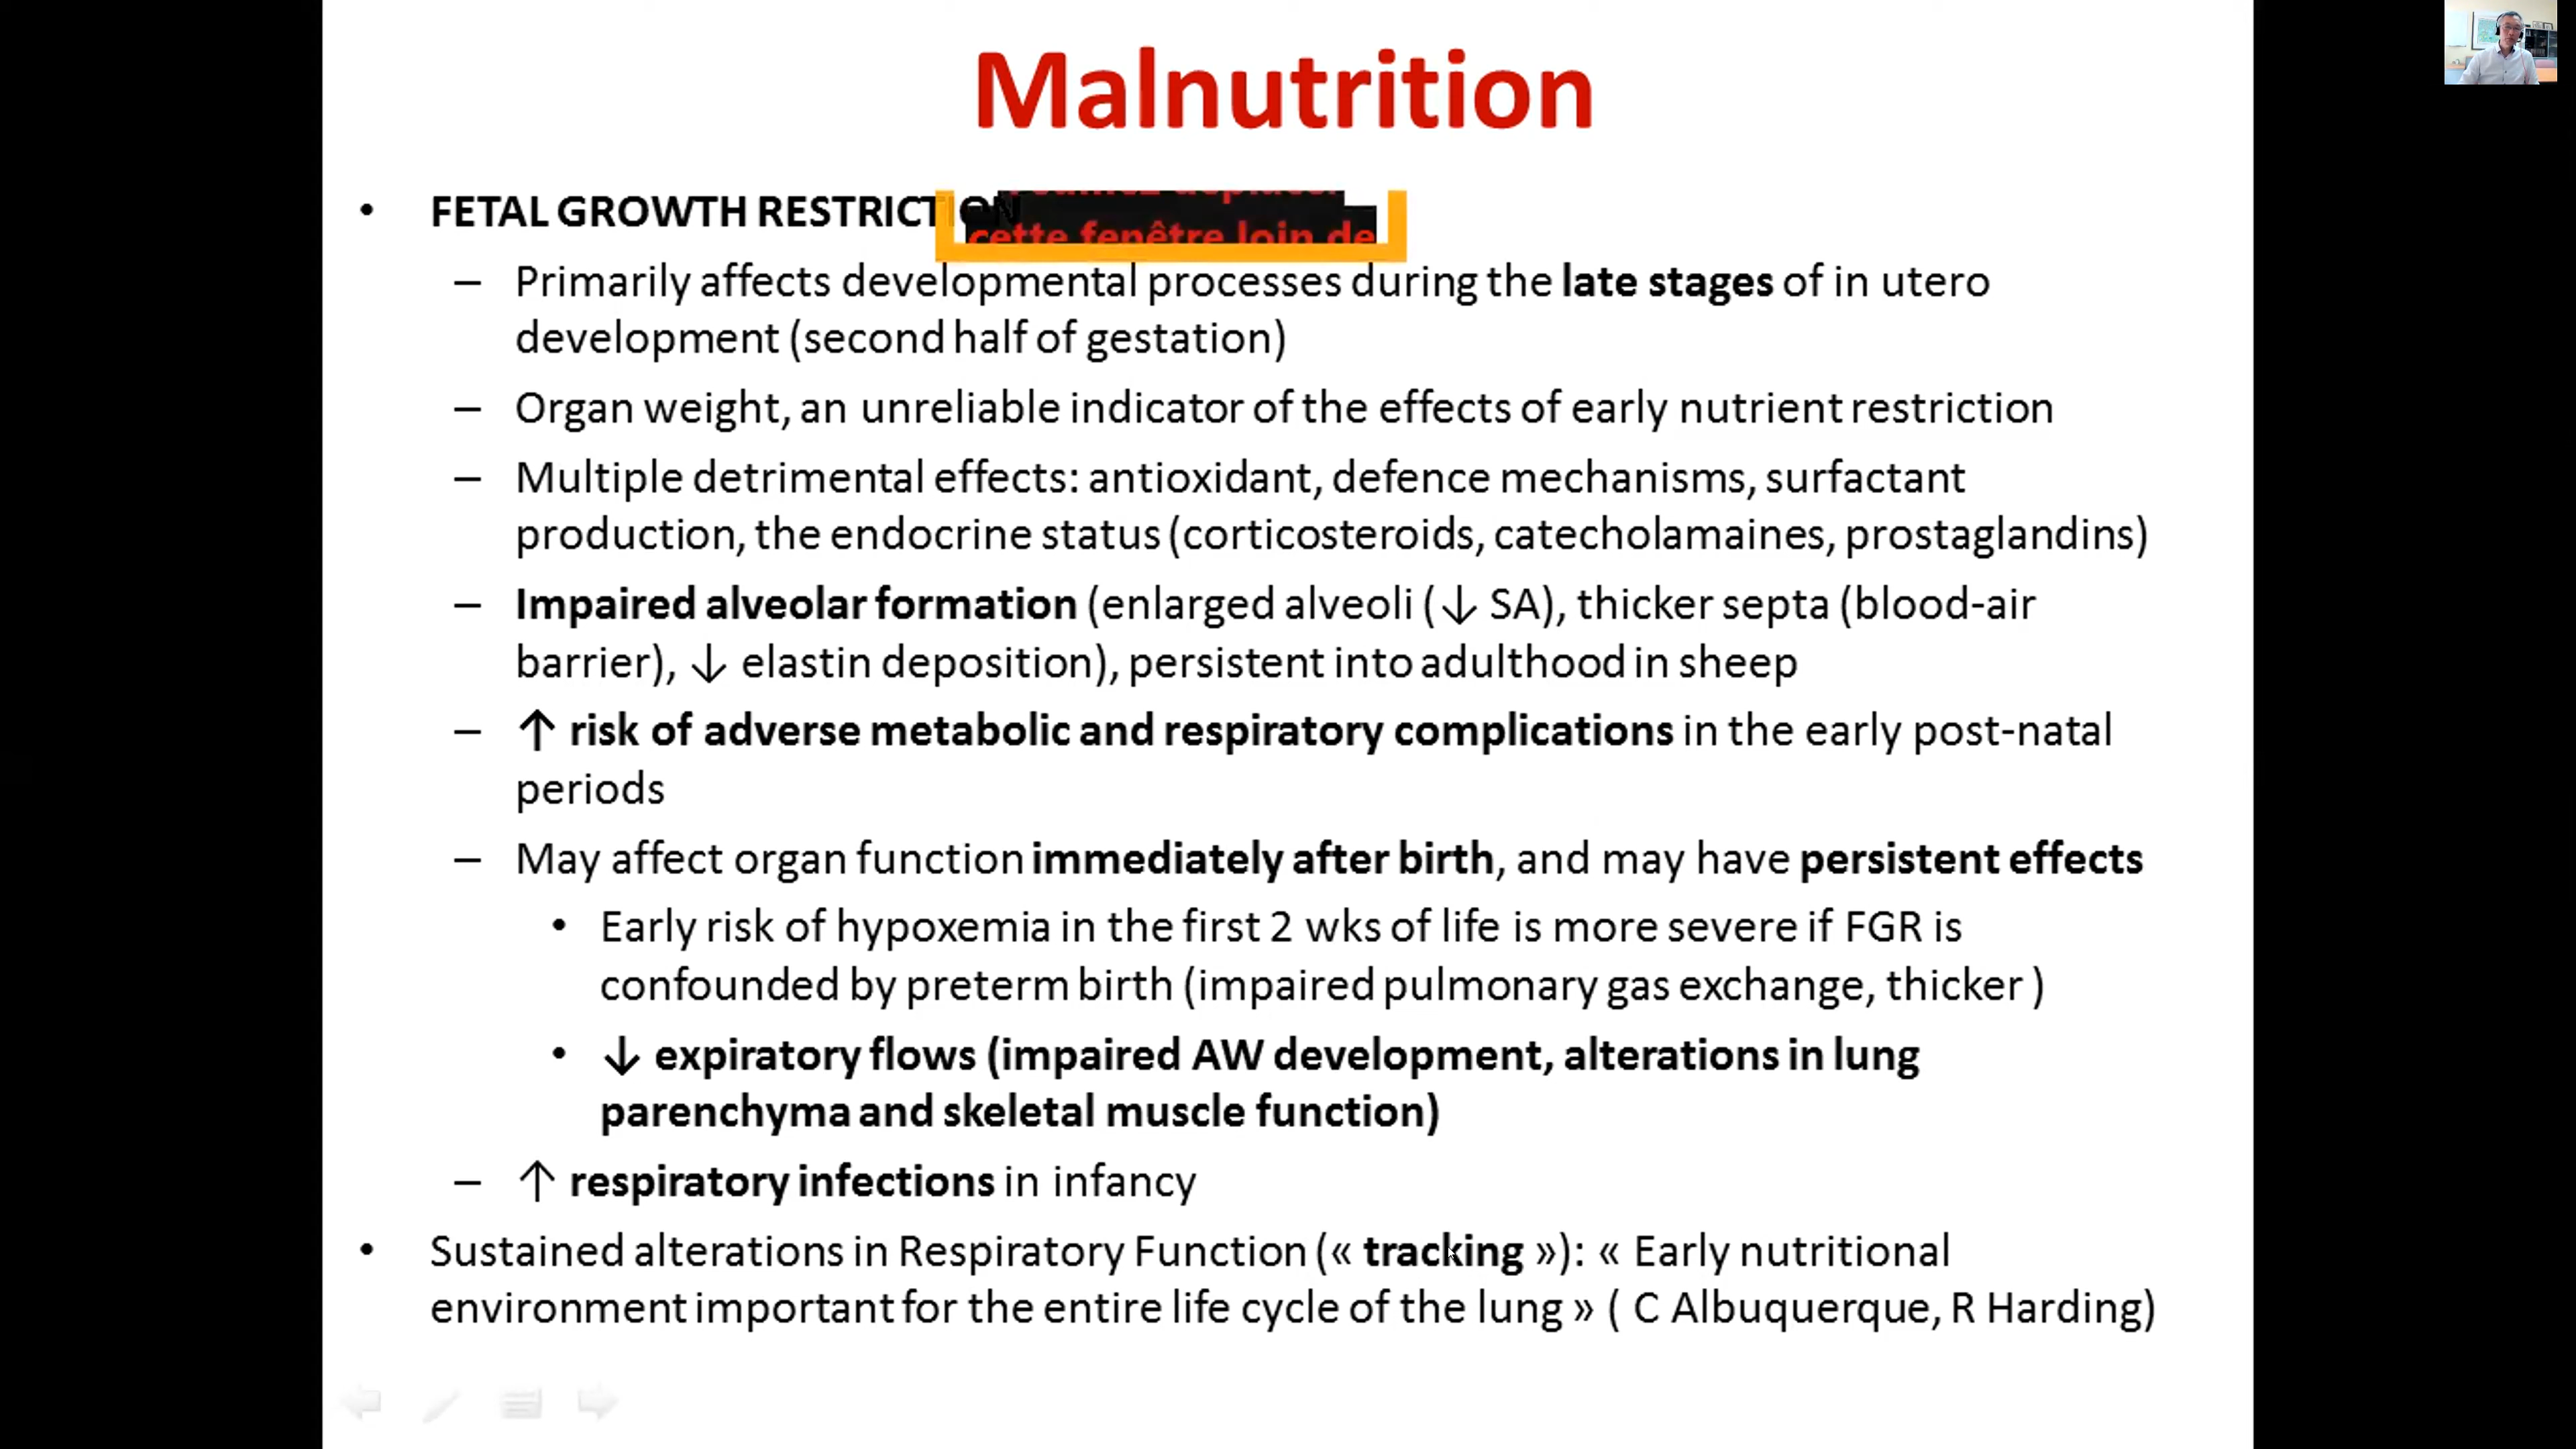 Malnutrition
• FETAL GROWTH RESTRICTION
cette fenêtre loin de
– Primarily affects developmental processes during the late stages of in utero
development (second half of gestation)
– Organ weight, an unreliable indicator of the effects of early nutrient restriction
– Multiple detrimental effects: antioxidant, defence mechanisms, surfactant
production, the endocrine status (corticosteroids, catecholamaines, prostaglandins)
– Impaired alveolar formation (enlarged alveoli (↓ SA), thicker septa (blood-air
barrier), ↓ elastin deposition), persistent into adulthood in sheep
– ↑ risk of adverse metabolic and respiratory complications in the early post-natal
periods
– May affect organ function immediately after birth, and may have persistent effects
• Early risk of hypoxemia in the first 2 wks of life is more severe if FGR is
confounded by preterm birth (impaired pulmonary gas exchange, thicker )
• ↓ expiratory flows (impaired AW development, alterations in lung
parenchyma and skeletal muscle function)
– ↑ respiratory infections in infancy
• Sustained alterations in Respiratory Function (« tracking »): « Early nutritional
environment important for the entire life cycle of the lung » ( C Albuquerque, R Harding)